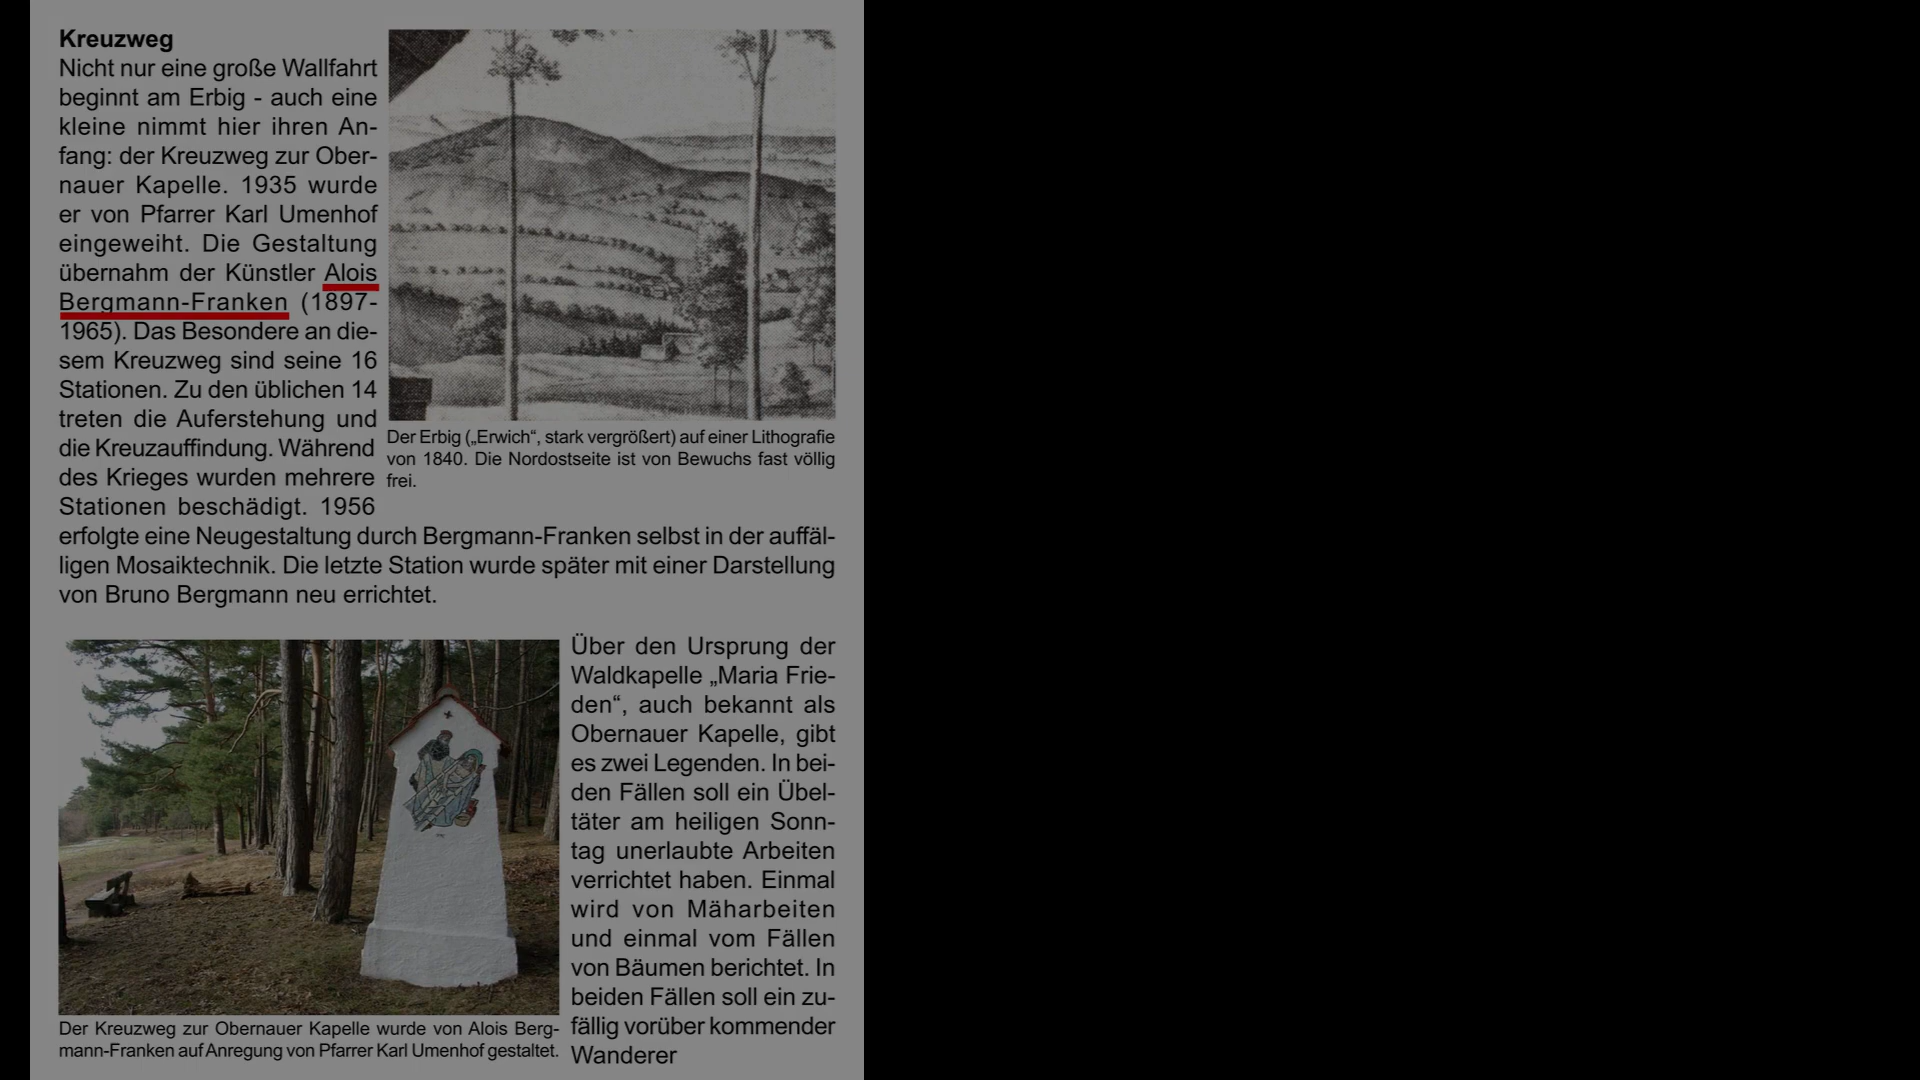 Kreuzweg
Nicht nur eine große Wallfahrt
beginnt am Erbig - auch eine
kleine nimmt hier ihren An-
fang: der Kreuzweg zur Ober-
nauer Kapelle. 1935 wurde
er von Pfarrer Karl Umenhof
eingeweiht. Die Gestaltung
übernahm der Künstler Alois
Bergmann-Franken (1897-
1965). Das Besondere an die-
sem Kreuzweg sind seine 16
Stationen. Zu den üblichen 14
treten die Auferstehung und
die Kreuzauffindung. Während
des Krieges wurden mehrere
Stationen beschädigt. 1956
erfolgte eine Neugestaltung durch Bergmann-Franken selbst in der auffäl-
ligen Mosaiktechnik. Die letzte Station wurde später mit einer Darstellung
von Bruno Bergmann neu errichtet.
Der Erbig („Erwich“, stark vergrößert) auf einer Lithografie
von 1840. Die Nordostseite ist von Bewuchs fast völlig
frei.
Über den Ursprung der
Waldkapelle „Maria Frie-
den“, auch bekannt als
Obernauer Kapelle, gibt
es zwei Legenden. In bei-
den Fällen soll ein Übel-
täter am heiligen Sonn-
tag unerlaubte Arbeiten
verrichtet haben. Einmal
wird von Mäharbeiten
und einmal vom Fällen
von Bäumen berichtet. In
beiden Fällen soll ein zu-
fällig vorüber kommender
Wanderer
Der Kreuzweg zur Obernauer Kapelle wurde von Alois Berg-
mann-Franken auf Anregung von Pfarrer Karl Umenhof gestaltet.